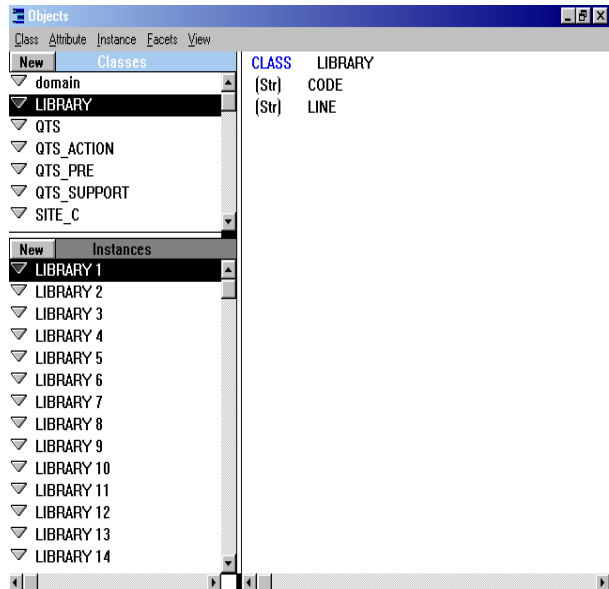 Objects
Class Attribute Instance Facets View
New Classes
domain
LIBRARY
QTS
QTS_ACTION
QTS_PRE
QTS_SUPPORT
SITE_C
New Instances
LIBRARY 1
LIBRARY 2
LIBRARY 3
LIBRARY 4
LIBRARY 5
LIBRARY 6
LIBRARY 7
LIBRARY 8
LIBRARY 9
LIBRARY 10
LIBRARY 11
LIBRARY 12
LIBRARY 13
LIBRARY 14
CLASS LIBRARY
(Str) CODE
(Str) LINE